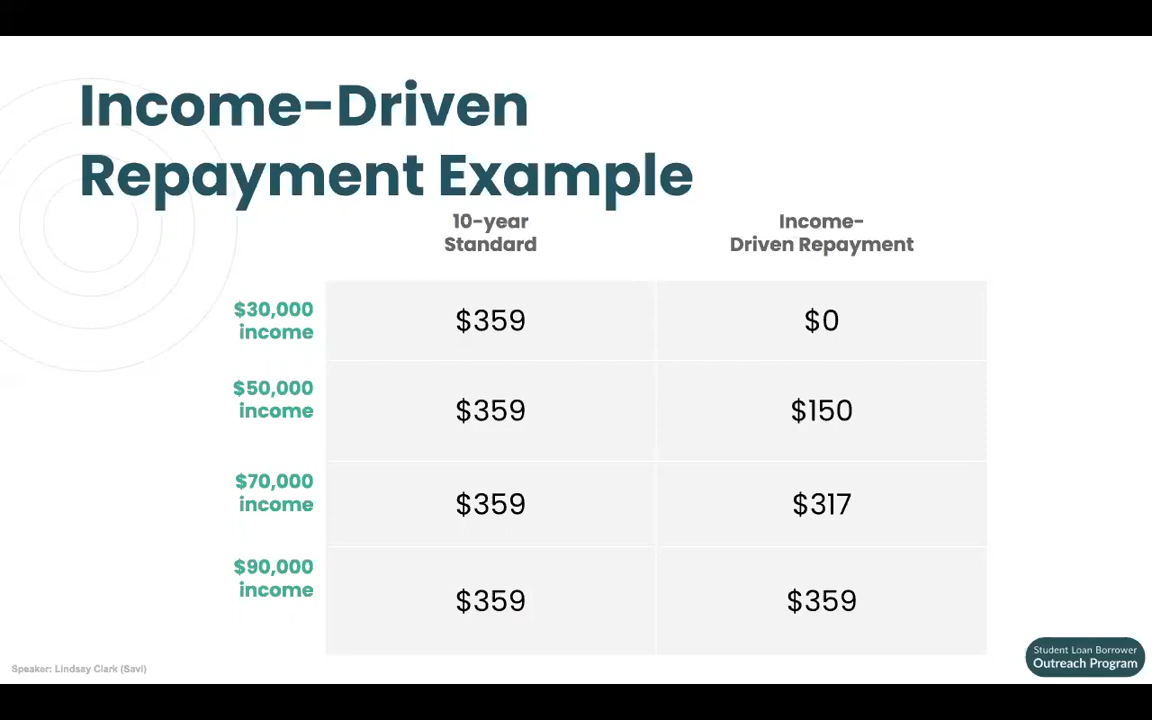 Income-Driven
Repayment Example
10-year
Standard
Income-
Driven Repayment
$30,000
income
$359
$0
$50,000
income
$359
$150
$70,000
income
$359
$317
$90,000
income
$359
$359
Speaker: Lindsay Clark (Savi)
Student Loan Borrower
Outreach Program